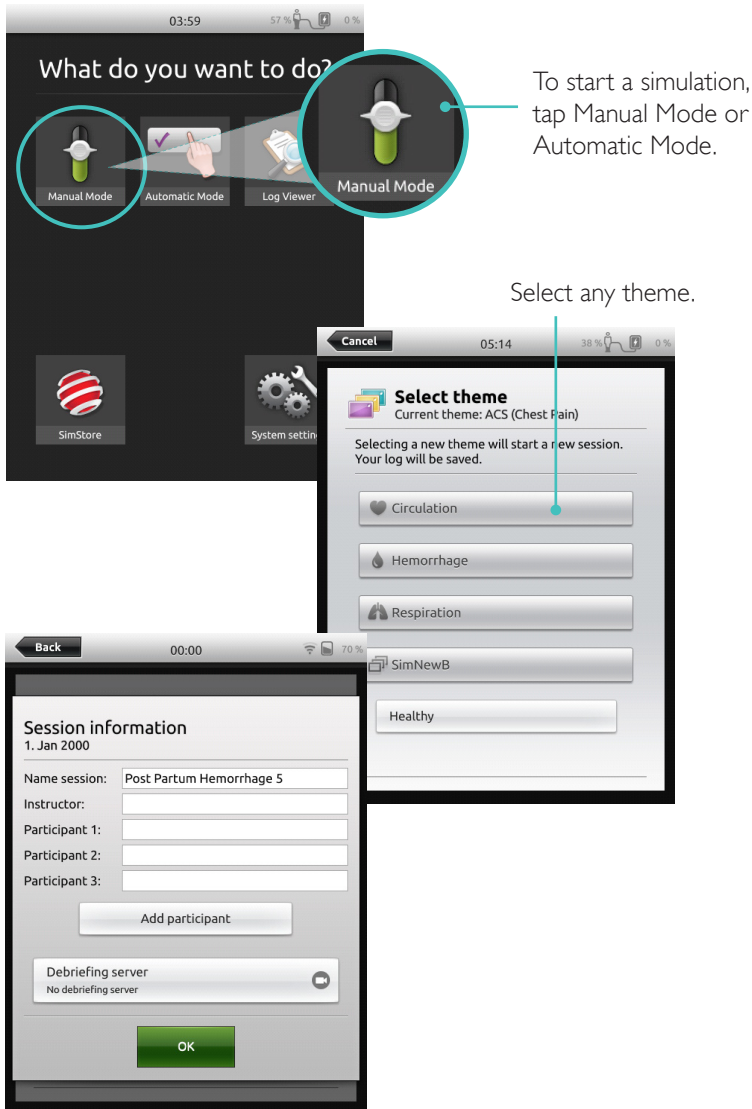 03:59
57 %
0 %
What do you want to do?
Manual Mode
Automatic Mode
Log Viewer
Manual Mode
To start a simulation,
tap Manual Mode or
Automatic Mode.
SimStore
System settin
Select any theme.
Cancel
05:14
38 %
0 %
Select theme
Current theme: ACS (Chest Pain)
Selecting a new theme will start a new session.
Your log will be saved.
Circulation
Hemorrhage
Respiration
SimNewB
Healthy
Back
00:00
70 %
Session information
1. Jan 2000
Name session:
Post Partum Hemorrhage 5
Instructor:
Participant 1:
Participant 2:
Participant 3:
Add participant
Debriefing server
No debriefing server
OK